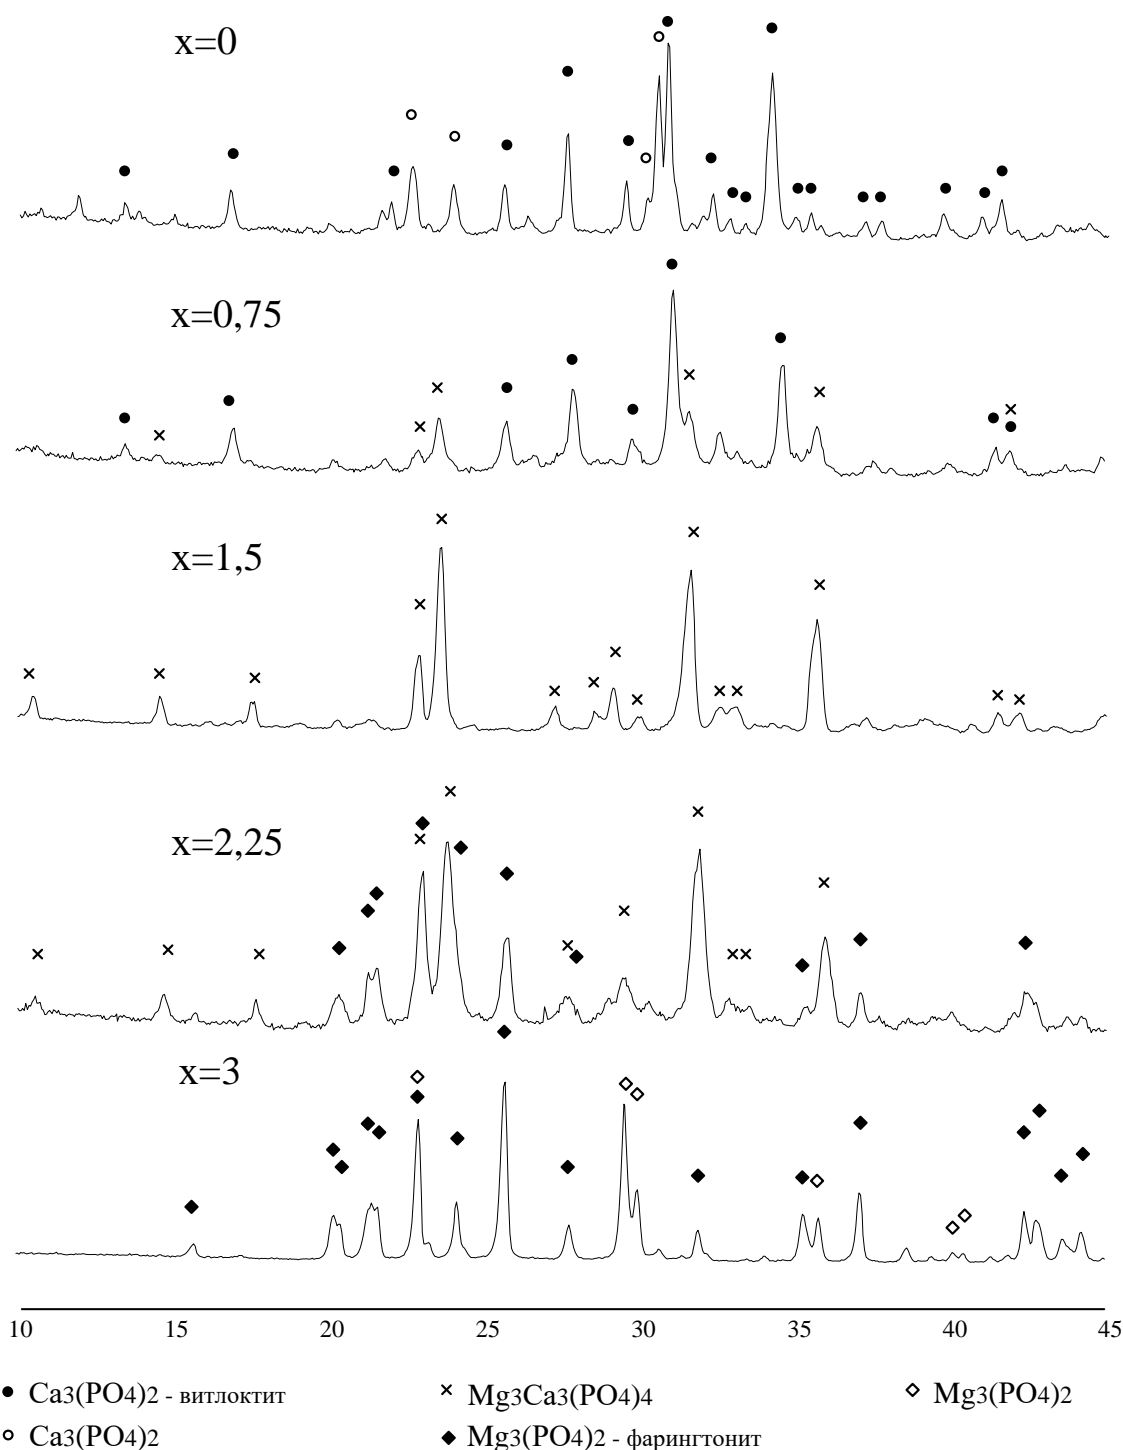 x=0
x=0,75
x=1,5
x=2,25
x=3
10 15 20 25 30 35 40 45
Ca3(PO4)2 - витлоктит
Mg3Ca3(PO4)4
Mg3(PO4)2
Ca3(PO4)2
Mg3(PO4)2 - фарингтонит